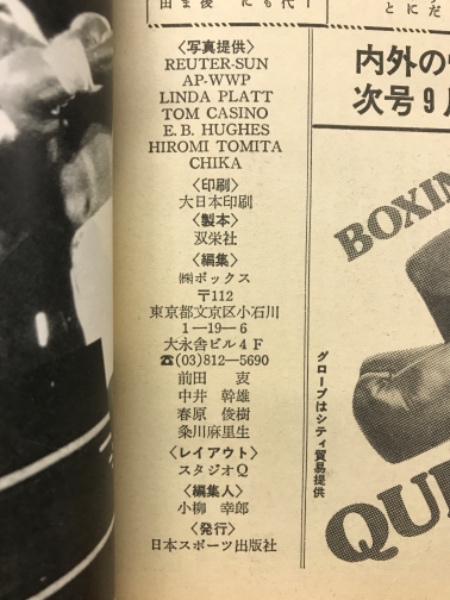 〈写真提供〉
REUTER-SUN
AP-WWP
LINDA PLATT
TOM CASINO
E. B. HUGHES
HIROMI TOMITA
CHIKA
〈印刷〉
大日本印刷
〈製本〉
双栄社
〈編集〉
㈱ボックス
〒112
東京都文京区小石川
1―19―6
大永舎ビル4F
☎(03)812―5690
前田 衷
中井 幹雄
春原 俊樹
粂川麻里生
〈レイアウト〉
スタジオQ
〈編集人〉
小柳 幸郎
〈発行〉
日本スポーツ出版社
内外の
次号9月
BOXIN
グローブはシティ貿易提供
QU